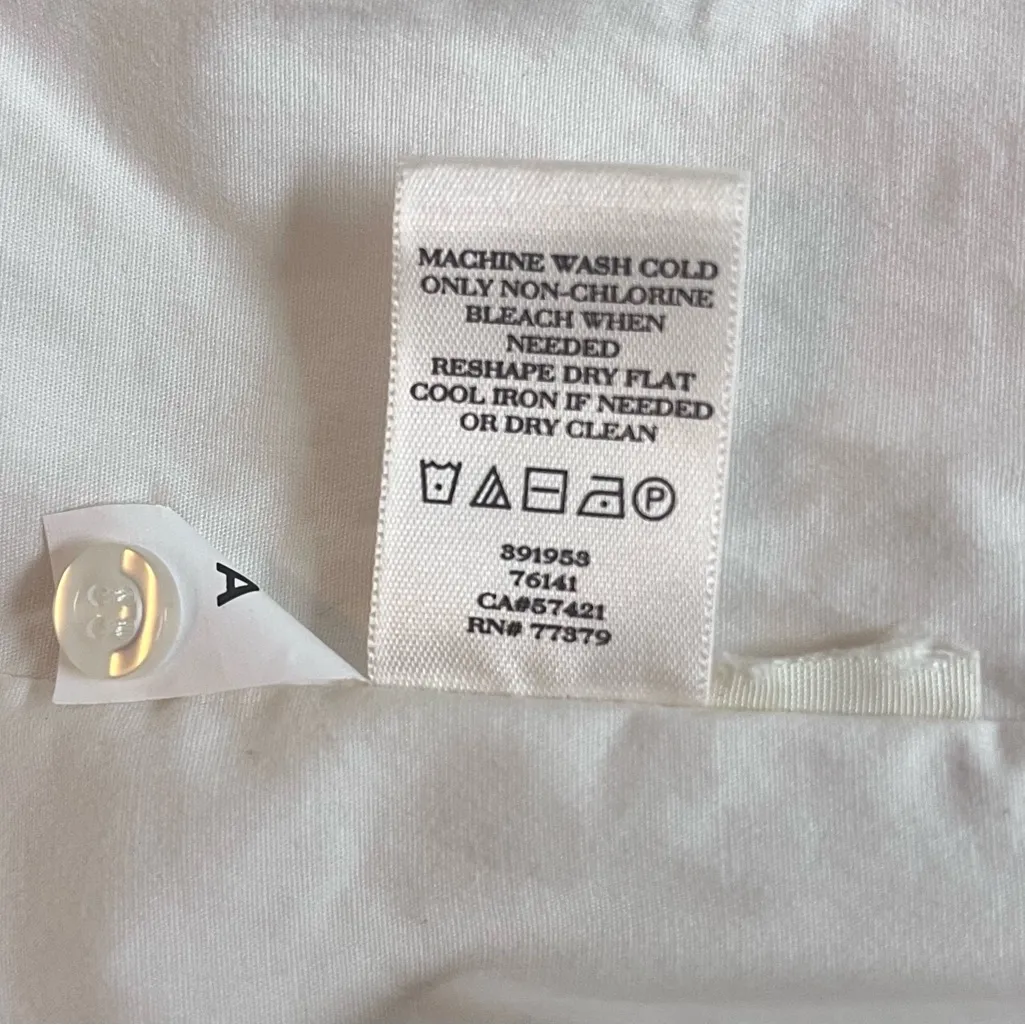 MACHINE WASH COLD
ONLY NON-CHLORINE
BLEACH WHEN
NEEDED
RESHAPE DRY FLAT
COOL IRON IF NEEDED
OR DRY CLEAN
P
391953
76141
CA#57421
RN# 77379
A